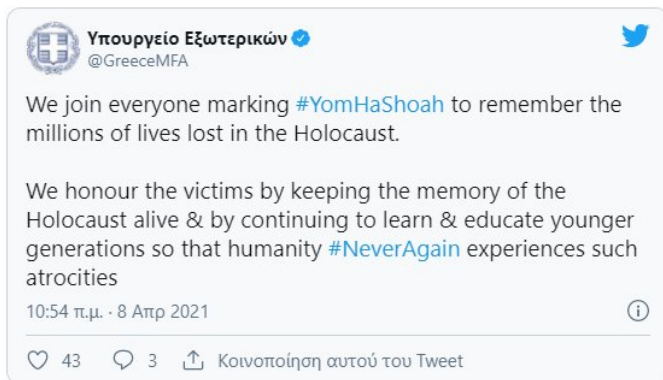 Υπουργείο Εξωτερικών
@GreeceMFA
We join everyone marking #YomHaShoah to remember the
millions of lives lost in the Holocaust.
We honour the victims by keeping the memory of the
Holocaust alive & by continuing to learn & educate younger
generations so that humanity #NeverAgain experiences such
atrocities
10:54 π.μ. · 8 Απρ 2021
43 3 Κοινοποίηση αυτού του Tweet